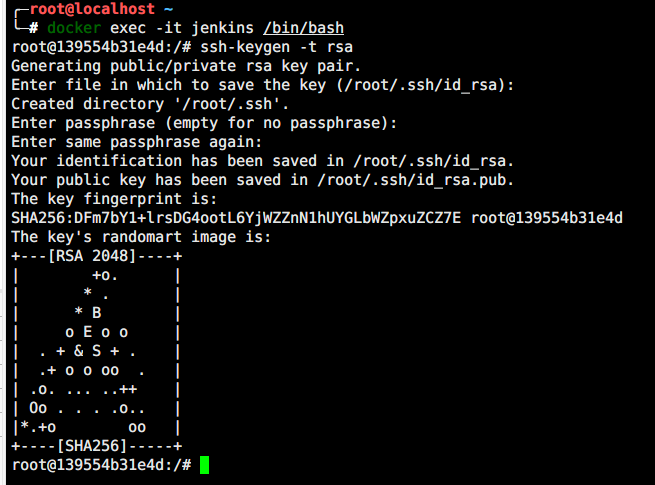 ╭─root@localhost ~
╰─# docker exec -it jenkins /bin/bash
root@139554b31e4d:/# ssh-keygen -t rsa
Generating public/private rsa key pair.
Enter file in which to save the key (/root/.ssh/id_rsa):
Created directory '/root/.ssh'.
Enter passphrase (empty for no passphrase):
Enter same passphrase again:
Your identification has been saved in /root/.ssh/id_rsa.
Your public key has been saved in /root/.ssh/id_rsa.pub.
The key fingerprint is:
SHA256:DFm7bY1+lrsDG4ootL6YjWZZnN1hUYGLbWZpxuZCZ7E root@139554b31e4d
The key's randomart image is:
+---[RSA 2048]----+
|        +o.      |
|       * .       |
|      * B        |
|     o E o o     |
|  . + & S + .    |
|  .+ o o oo  .   |
| .o. ... ..++    |
| Oo . . . .o..   |
|*.+o        oo   |
+----[SHA256]-----+
root@139554b31e4d:/#